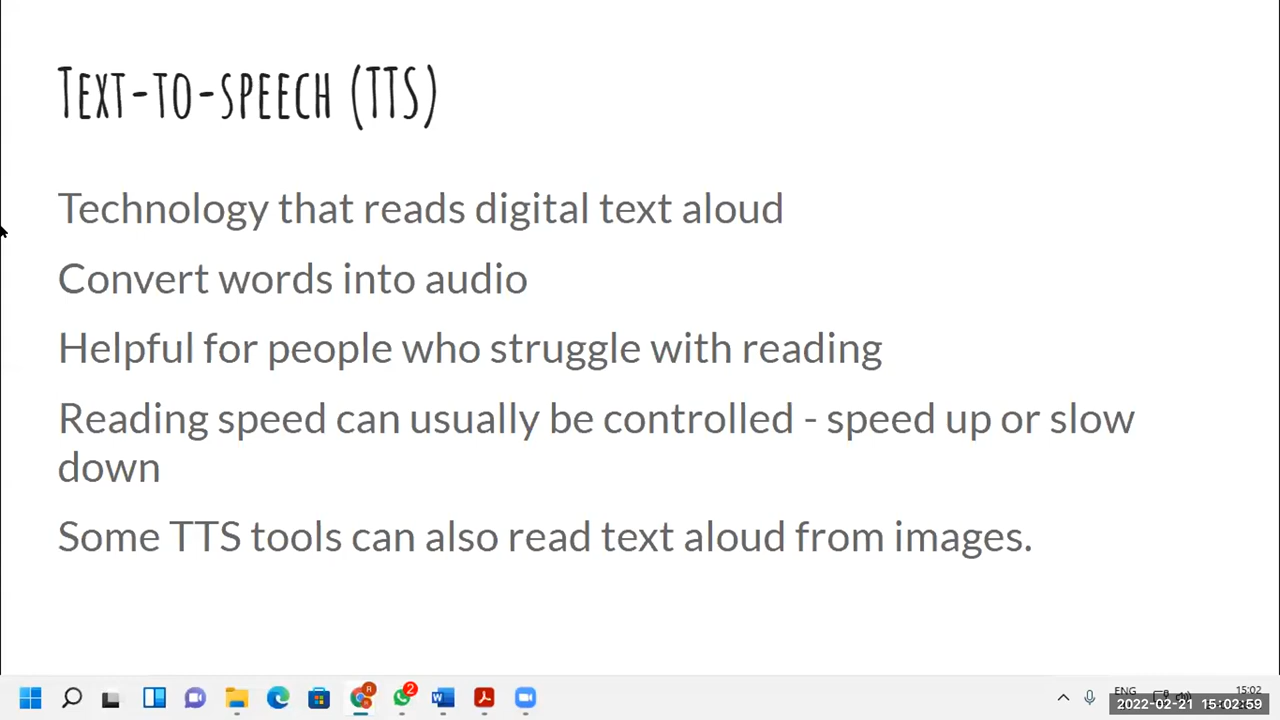 Text-to-speech (TTS)
Technology that reads digital text aloud
Convert words into audio
Helpful for people who struggle with reading
Reading speed can usually be controlled - speed up or slow
down
Some TTS tools can also read text aloud from images.
2
ENG
15:02
2022-02-21 15:02:59